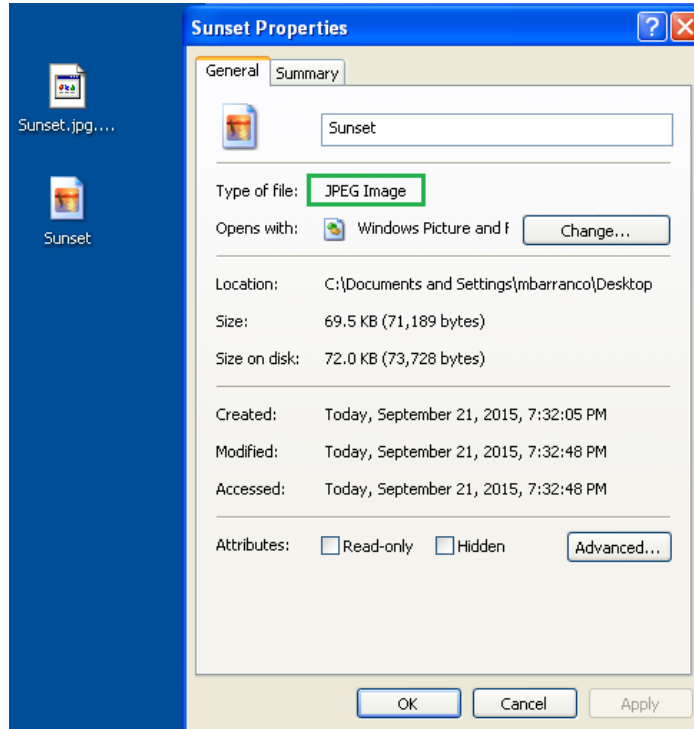 Sunset Properties
General Summary
Sunset.jpg....
Sunset
Sunset
Type of file: JPEG Image
Opens with: Windows Picture and F Change...
Location: C:\Documents and Settings\mbarranco\Desktop
Size: 69.5 KB (71,189 bytes)
Size on disk: 72.0 KB (73,728 bytes)
Created: Today, September 21, 2015, 7:32:05 PM
Modified: Today, September 21, 2015, 7:32:48 PM
Accessed: Today, September 21, 2015, 7:32:48 PM
Attributes: Read-only Hidden Advanced...
OK Cancel Apply